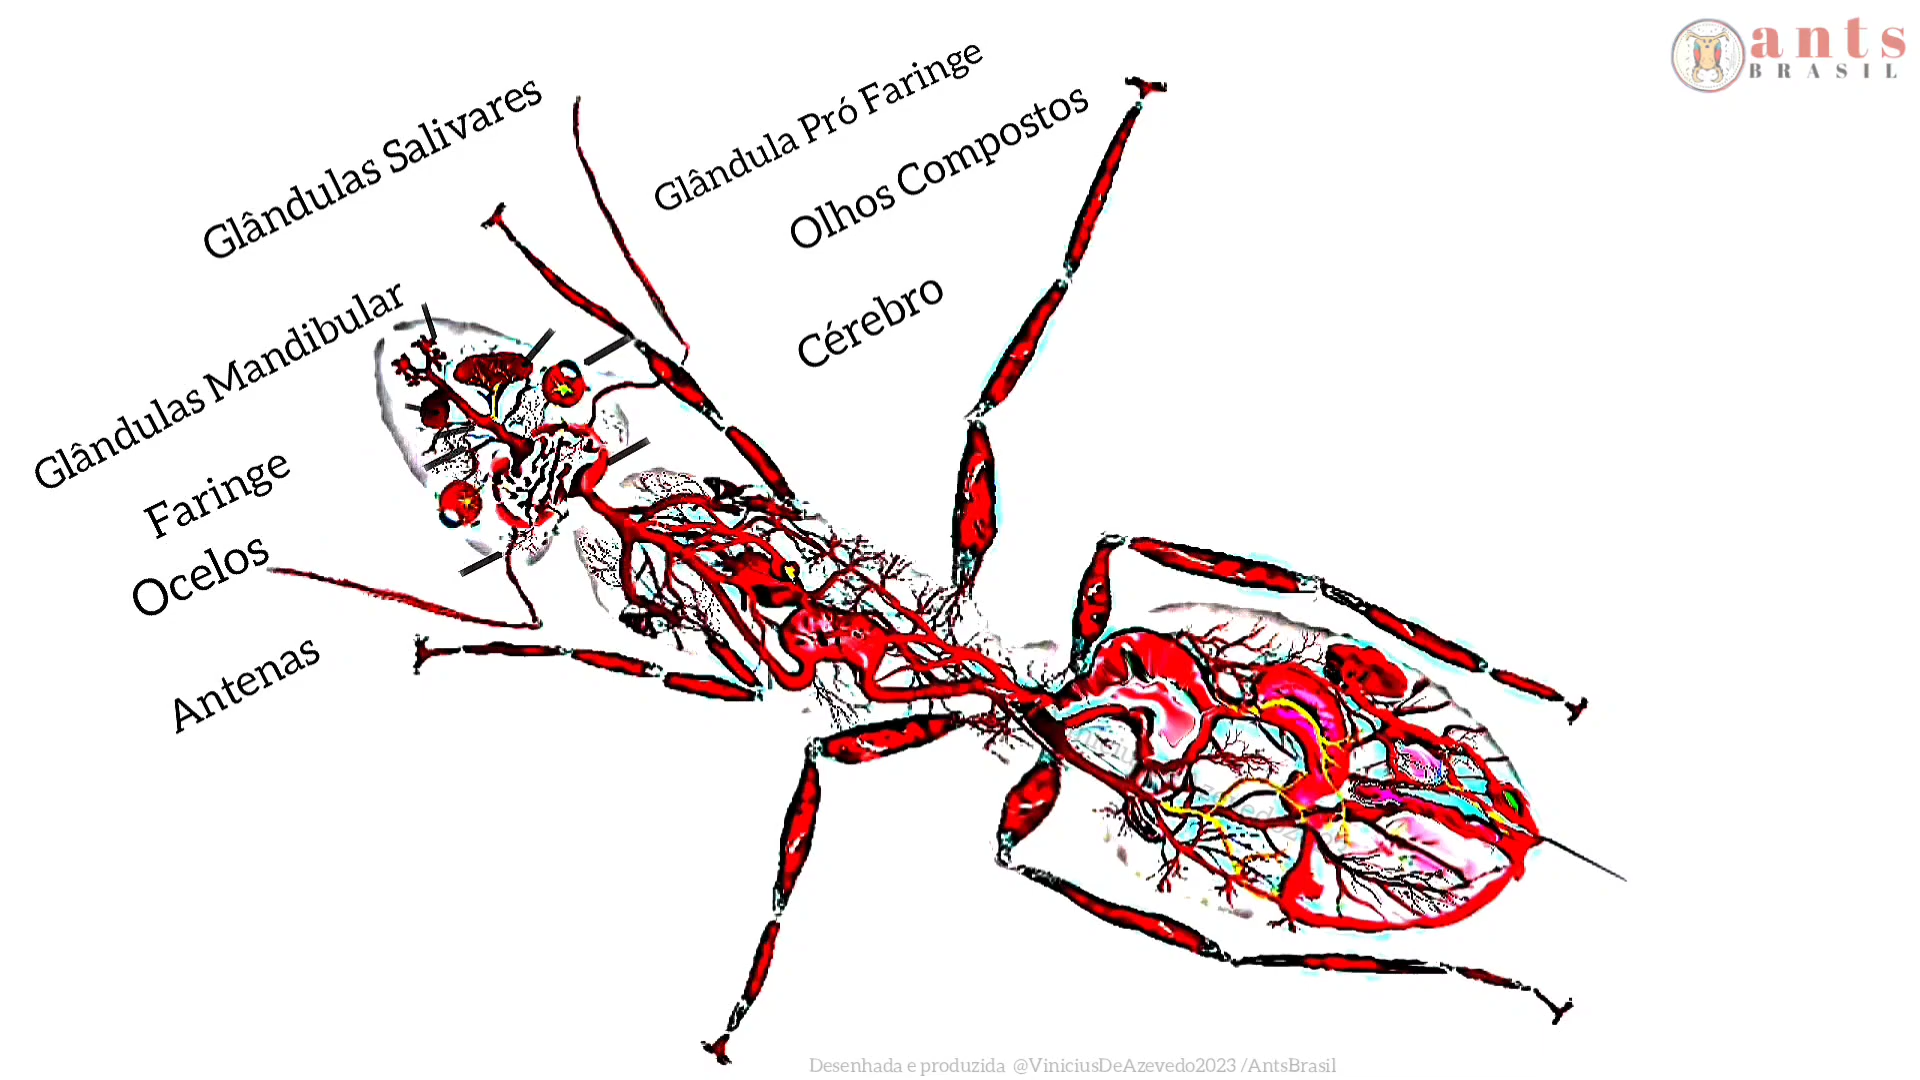 ants
BRASIL
Glândulas Salivares
Glândula Pró Faringe
Olhos Compostos
Cérebro
Glândulas Mandibular
Faringe
Ocelos
Antenas
Desenhada e produzida @ViniciusDeAzevedo2023 /AntsBrasil